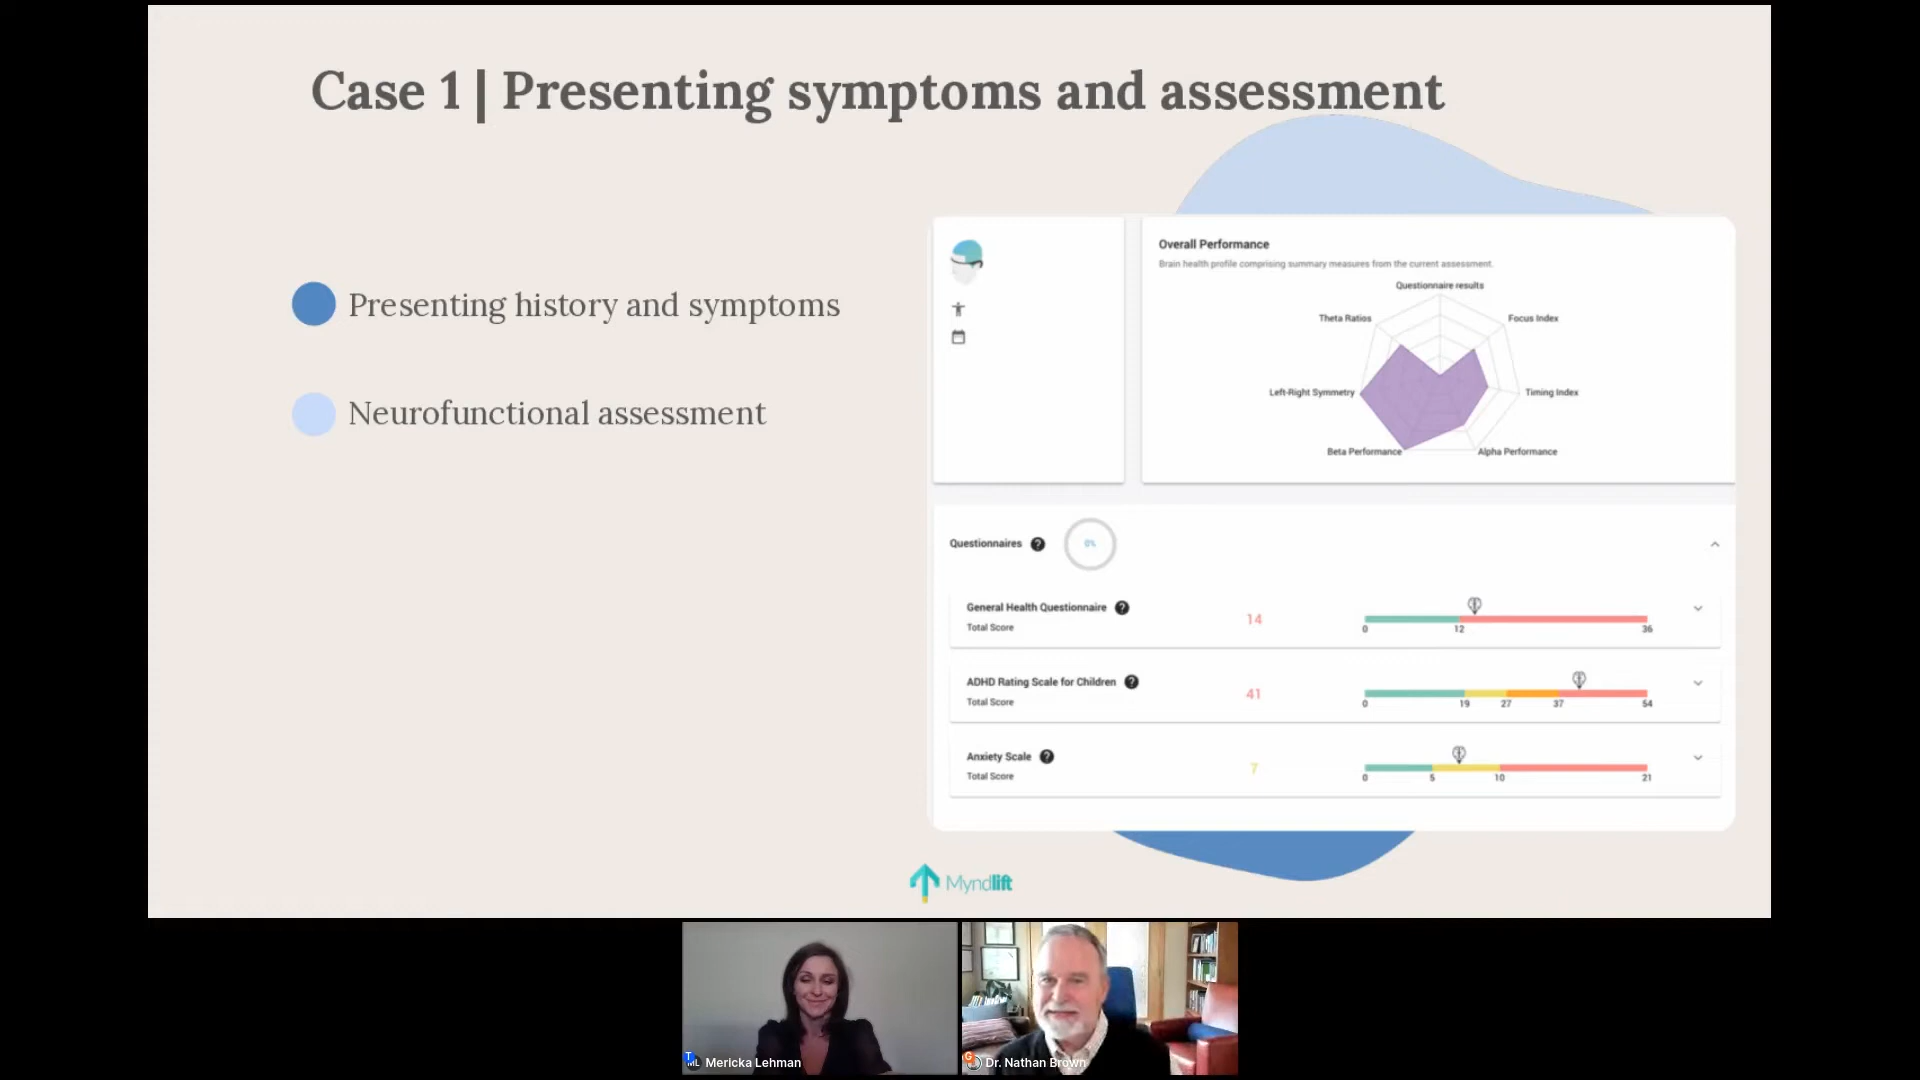 Case 1 | Presenting symptoms and assessment
Presenting history and symptoms
Neurofunctional assessment
Overall Performance
Brain health profile comprising summary measures from the current assessment.
Questionnaire results
Theta Ratios
Focus Index
Left-Right Symmetry
Timing Index
Beta Performance
Alpha Performance
Questionnaires ? 0%
General Health Questionnaire ?
Total Score
14
0 12 36
ADHD Rating Scale for Children ?
Total Score
41
0 19 27 37 54
Anxiety Scale ?
Total Score
7
0 5 10 21
Myndlift
T ML Mericka Lehman
G Dr. Nathan Brown